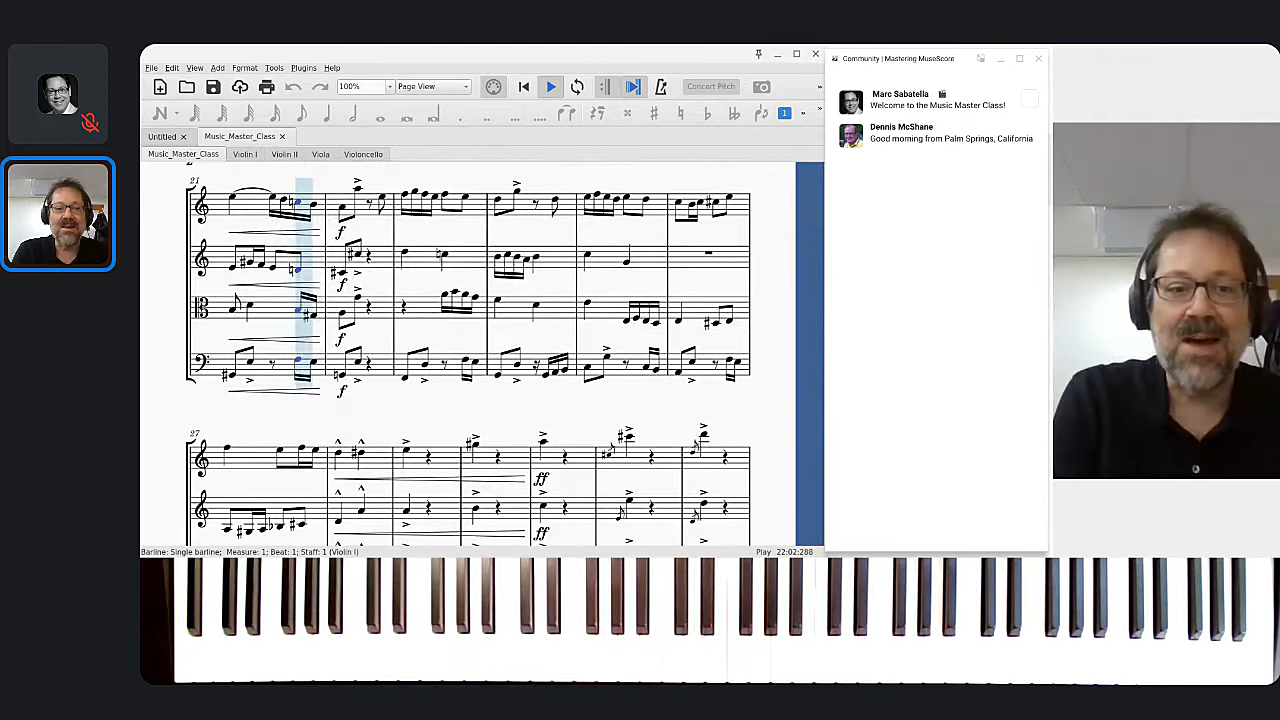 File Edit View Add Format Tools Plugins Help
100% Page View Concert Pitch
1
Untitled Music_Master_Class
Music_Master_Class Violin I Violin II Viola Violoncello
21
f
f
f
f
27
ff
ff
Barline: Single barline; Measure: 1; Beat: 1; Staff: 1 (Violin I) Play 22:02:288
Community | Mastering MuseScore
Marc Sabatella
Welcome to the Music Master Class!
Dennis McShane
Good morning from Palm Springs, California